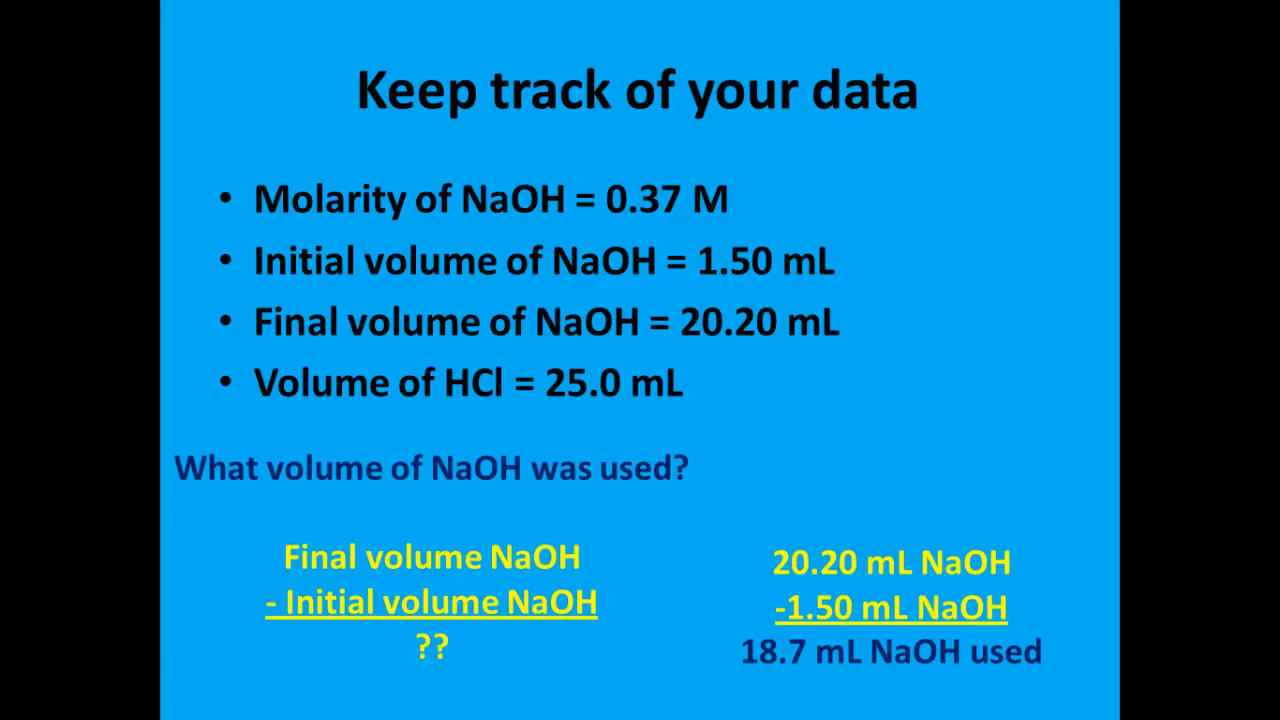 Keep track of your data
• Molarity of NaOH = 0.37 M
• Initial volume of NaOH = 1.50 mL
• Final volume of NaOH = 20.20 mL
• Volume of HCl = 25.0 mL
What volume of NaOH was used?
Final volume NaOH
- Initial volume NaOH
??
20.20 mL NaOH
-1.50 mL NaOH
18.7 mL NaOH used